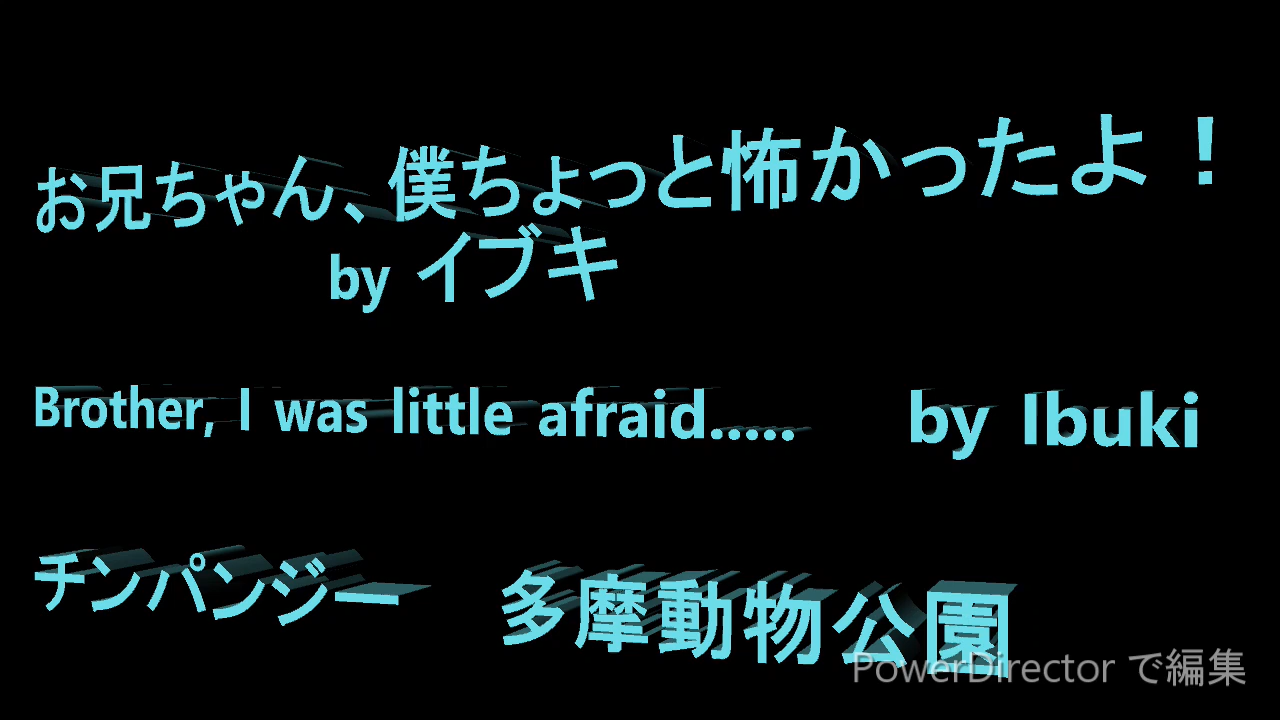 お兄ちゃん、僕ちょっと怖かったよ！
by イブキ
Brother, I was little afraid..... by Ibuki
チンパンジー 多摩動物公園
PowerDirector で編集